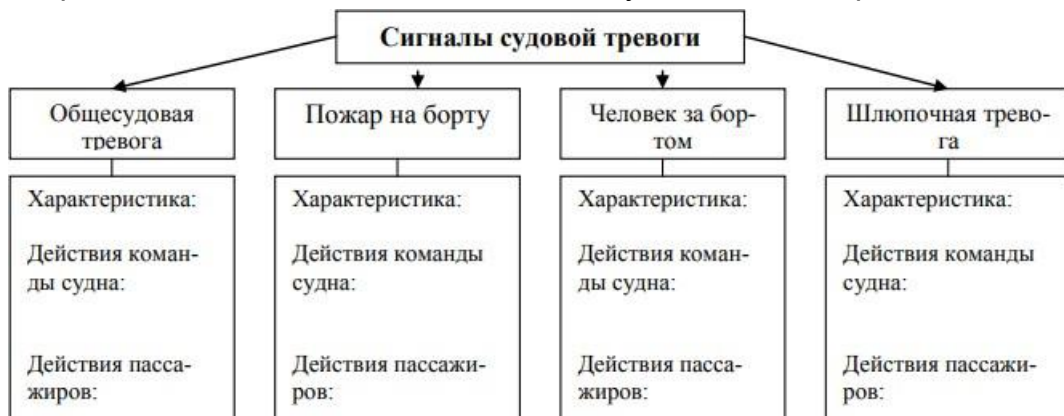 Сигналы судовой тревоги
Общесудовая
тревога
Пожар на борту
Человек за бор-
том
Шлюпочная трево-
га
Характеристика:
Действия коман-
ды судна:
Действия пасса-
жиров:
Характеристика:
Действия команды
судна:
Действия пассажи-
ров:
Характеристика:
Действия коман-
ды судна:
Действия пасса-
жиров:
Характеристика:
Действия команды
судна:
Действия пассажи-
ров: